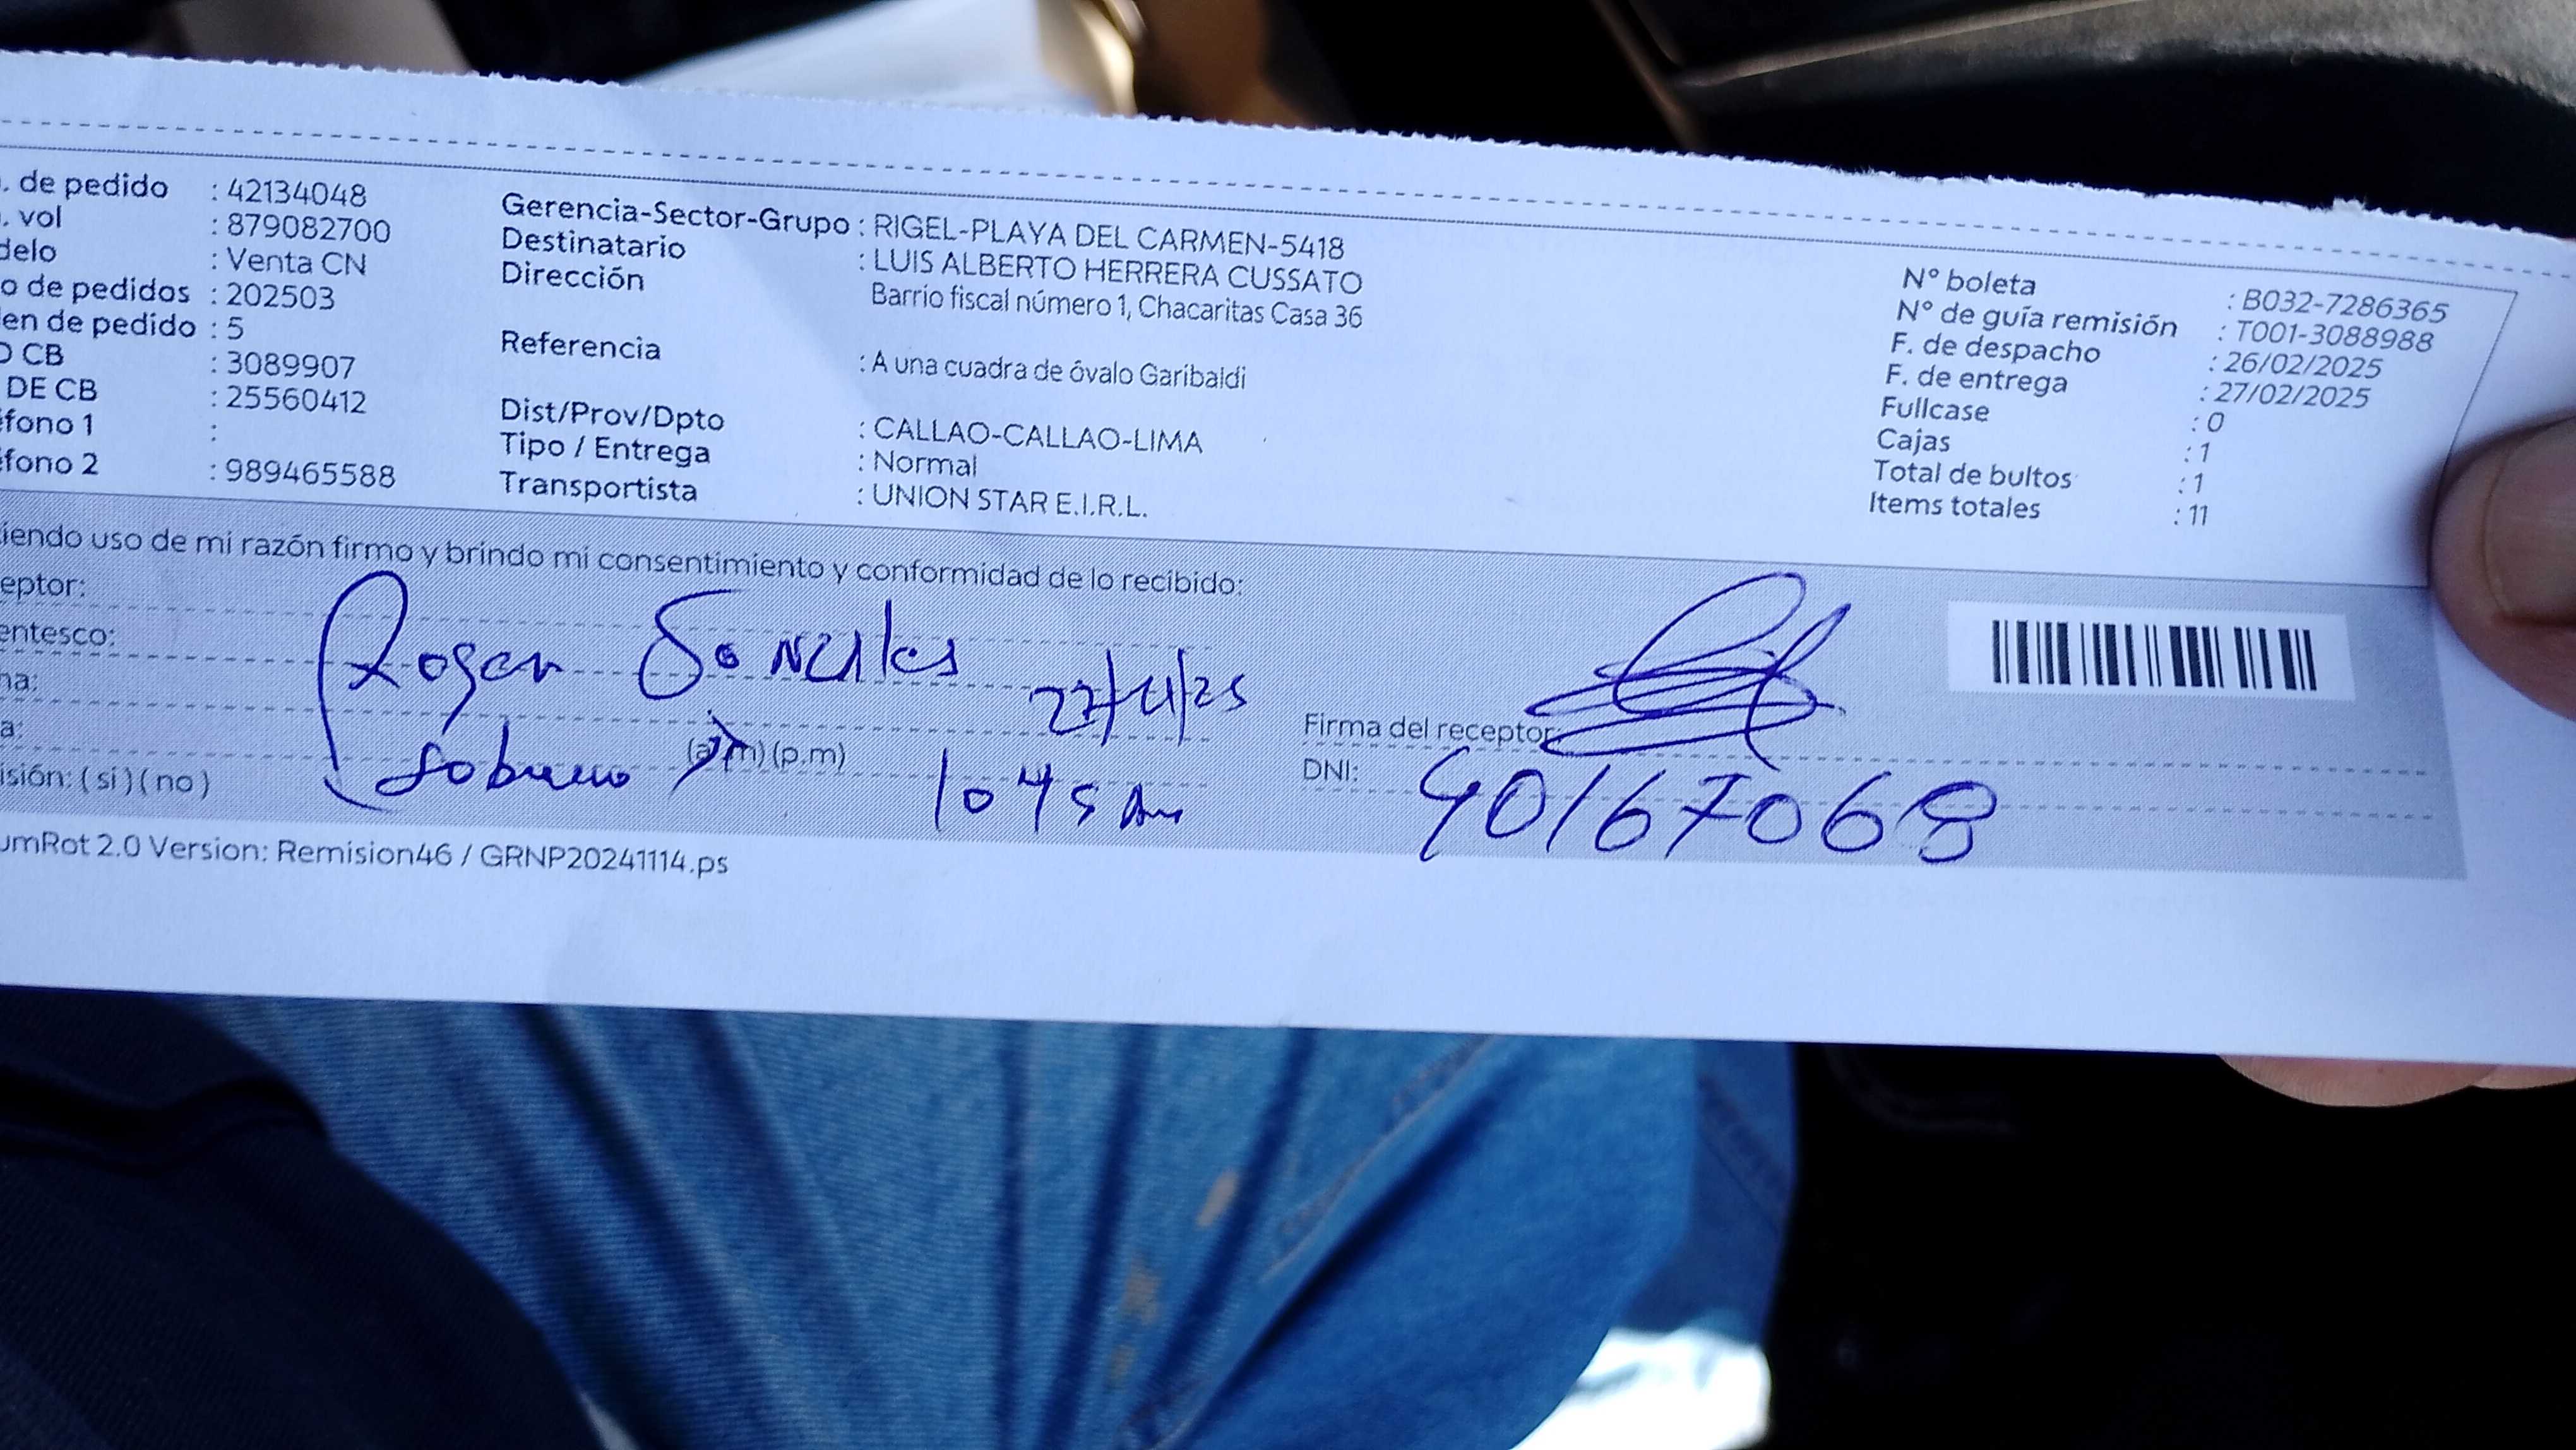 . de pedido : 42134048
. vol : 879082700
delo : Venta CN
o de pedidos : 202503
en de pedido : 5
CB : 3089907
DE CB : 25560412
fono 1 :
fono 2 : 989465588
Gerencia-Sector-Grupo : RIGEL-PLAYA DEL CARMEN-5418
Destinatario : LUIS ALBERTO HERRERA CUSSATO
Dirección Barrio fiscal número 1, Chacaritas Casa 36
Referencia : A una cuadra de óvalo Garibaldi
Dist/Prov/Dpto : CALLAO-CALLAO-LIMA
Tipo / Entrega : Normal
Transportista : UNION STAR E.I.R.L.
N° boleta : B032-7286365
N° de guía remisión : T001-3088988
F. de despacho : 26/02/2025
F. de entrega : 27/02/2025
Fullcase : 0
Cajas : 1
Total de bultos : 1
Items totales : 11
iendo uso de mi razón firmo y brindo mi consentimiento y conformidad de lo recibido:
eptor:
entesco:
na:
a: (a.m) (p.m)
isión: ( si ) ( no )
sobrino
1045 Am
Firma del receptor:
DNI: 40167068
umRot 2.0 Version: Remision46 / GRNP20241114.ps